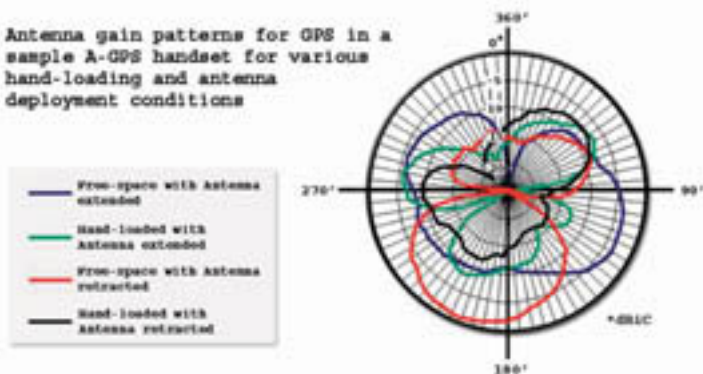 Antenna gain patterns for GPS in a
sample A-GPS handset for various
hand-loading and antenna
deployment conditions
360°
0°
270°
90°
180°
Free-space with Antenna
extended
Hand-loaded with
Antenna extended
Free-space with Antenna
retracted
Hand-loaded with
Antenna retracted